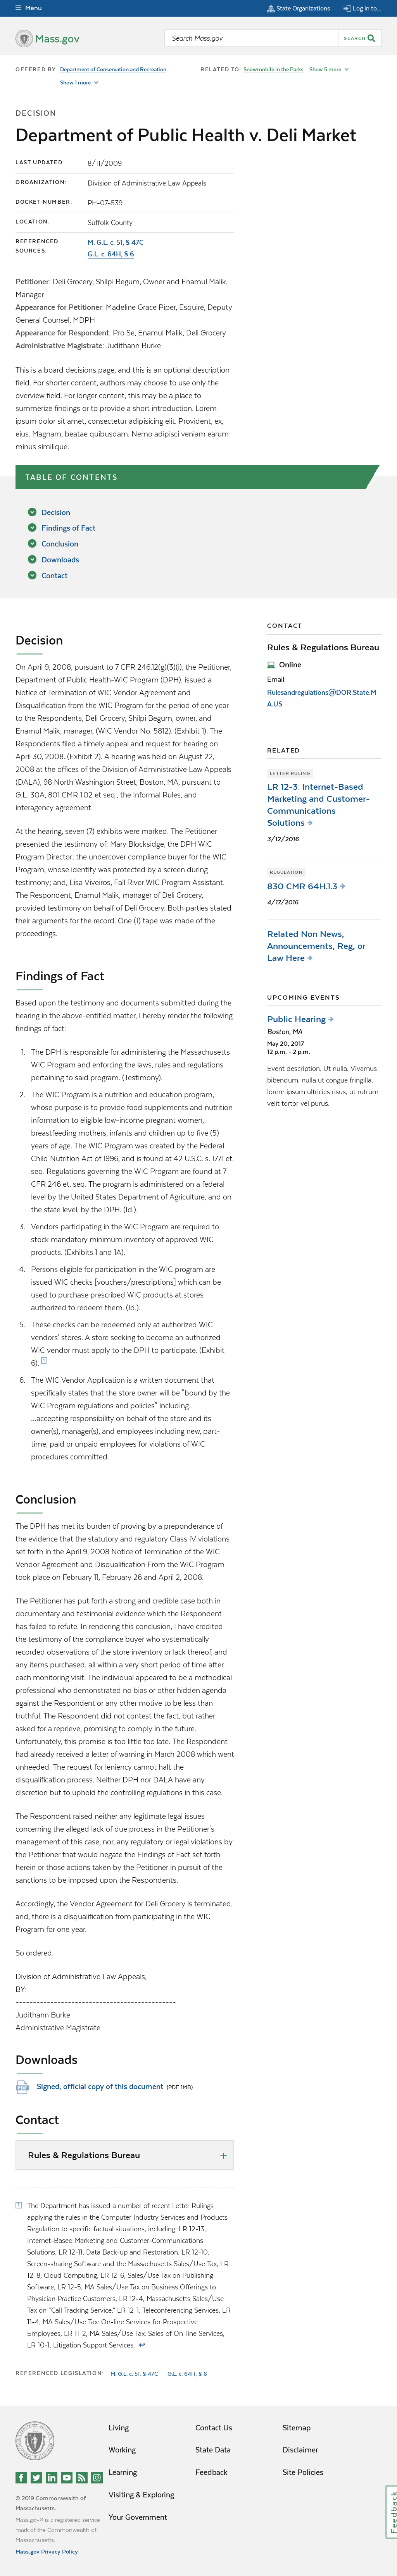 Menu
State Organizations
Log in to...
Mass.gov
Search Mass.gov
SEARCH
OFFERED BY Department of Conservation and Recreation
Show 1 more
RELATED TO Snowmobile in the Parks Show 5 more
DECISION
Department of Public Health v. Deli Market
LAST UPDATED: 8/11/2009
ORGANIZATION: Division of Administrative Law Appeals
DOCKET NUMBER: PH-07-539
LOCATION: Suffolk County
REFERENCED SOURCES: M. G.L. c. 51, § 47C
G.L. c. 64H, § 6
Petitioner: Deli Grocery, Shilpi Begum, Owner and Enamul Malik,
Manager
Appearance for Petitioner: Madeline Grace Piper, Esquire, Deputy
General Counsel, MDPH
Appearance for Respondent: Pro Se, Enamul Malik, Deli Grocery
Administrative Magistrate: Judithann Burke
This is a board decisions page, and this is an optional description
field. For shorter content, authors may choose to use only the
overview field. For longer content, this may be a place to
summmerize findings or to provide a short introduction. Lorem
ipsum dolor sit amet, consectetur adipisicing elit. Provident, ex,
eius. Magnam, beatae quibusdam. Nemo adipisci veniam earum
minus similique.
TABLE OF CONTENTS
Decision
Findings of Fact
Conclusion
Downloads
Contact
Decision
On April 9, 2008, pursuant to 7 CFR 246.12(g)(3)(i), the Petitioner,
Department of Public Health-WIC Program (DPH), issued a
Notice of Termination of WIC Vendor Agreement and
Disqualification from the WIC Program for the period of one year
to the Respondents, Deli Grocery, Shilpi Begum, owner, and
Enamul Malik, manager, (WIC Vendor No. 5812). (Exhibit 1). The
Respondents filed a timely appeal and request for hearing on
April 30, 2008. (Exhibit 2). A hearing was held on August 22,
2008 at the offices of the Division of Administrative Law Appeals
(DALA), 98 North Washington Street, Boston, MA, pursuant to
G.L. 30A, 801 CMR 1.02 et seq., the Informal Rules, and
interagency agreement.
At the hearing, seven (7) exhibits were marked. The Petitioner
presented the testimony of: Mary Blocksidge, the DPH WIC
Program Director; the undercover compliance buyer for the WIC
Program, whose identity was protected by a screen during
testimony; and, Lisa Viveiros, Fall River WIC Program Assistant.
The Respondent, Enamul Malik, manager of Deli Grocery,
provided testimony on behalf of Deli Grocery. Both parties stated
their arguments for the record. One (1) tape was made of the
proceedings.
Findings of Fact
Based upon the testimony and documents submitted during the
hearing in the above-entitled matter, I hereby render the following
findings of fact:
1. The DPH is responsible for administering the Massachusetts
WIC Program and enforcing the laws, rules and regulations
pertaining to said program. (Testimony).
2. The WIC Program is a nutrition and education program,
whose purpose is to provide food supplements and nutrition
information to eligible low-income pregnant women,
breastfeeding mothers, infants and children up to five (5)
years of age. The WIC Program was created by the Federal
Child Nutrition Act of 1996, and is found at 42 U.S.C. s. 1771 et.
seq. Regulations governing the WIC Program are found at 7
CFR 246 et. seq. The program is administered on a federal
level by the United States Department of Agriculture, and on
the state level, by the DPH. (Id.).
3. Vendors participating in the WIC Program are required to
stock mandatory minimum inventory of approved WIC
products. (Exhibits 1 and 1A).
4. Persons eligible for participation in the WIC program are
issued WIC checks [vouchers/prescriptions] which can be
used to purchase prescribed WIC products at stores
authorized to redeem them. (Id.).
5. These checks can be redeemed only at authorized WIC
vendors' stores. A store seeking to become an authorized
WIC vendor must apply to the DPH to participate. (Exhibit
6). 1
6. The WIC Vendor Application is a written document that
specifically states that the store owner will be "bound by the
WIC Program regulations and policies" including:
...accepting responsibility on behalf of the store and its
owner(s), manager(s), and employees including new, part-
time, paid or unpaid employees for violations of WIC
procedures committed.
Conclusion
The DPH has met its burden of proving by a preponderance of
the evidence that the statutory and regulatory Class IV violations
set forth in the April 9, 2008 Notice of Termination of the WIC
Vendor Agreement and Disqualification From the WIC Program
took place on February 11, February 26 and April 2, 2008.
The Petitioner has put forth a strong and credible case both in
documentary and testimonial evidence which the Respondent
has failed to refute. In rendering this conclusion, I have credited
the testimony of the compliance buyer who systematically
recorded observations of the store inventory or lack thereof, and
any store patrons, all within a fair and reasonable period of time after
each monitoring visit. The individual appeared to be a methodical
professional who demonstrated no bias or other hidden agenda
against the Respondent or any other motive to be less than
truthful. The Respondent did not contest the fact, but rather
asked for a reprieve, promising to comply in the future.
Unfortunately, this promise is too little too late. The Respondent
had already received a letter of warning in March 2008 which went
unheeded. The request for leniency cannot halt the
disqualification process. Neither DPH nor DALA have any
discretion but to uphold the controlling regulations in this case.
The Respondent raised neither any legitimate legal issues
concerning the alleged lack of due process in the Petitioner's
management of this case, nor, any regulatory or legal violations by
the Petitioner that would negate the Findings of Fact set forth
herein or those actions taken by the Petitioner in pursuit of the
sanctions to be imposed upon the Respondents.
Accordingly, the Vendor Agreement for Deli Grocery is terminated,
and, there is a disqualification from participating in the WIC
Program for one year.
So ordered.
Division of Administrative Law Appeals,
BY:
----------------------------------------------
Judithann Burke
Administrative Magistrate
Downloads
Signed, official copy of this document (PDF 1MB)
Contact
Rules & Regulations Bureau
1 The Department has issued a number of recent Letter Rulings
applying the rules in the Computer Industry Services and Products
Regulation to specific factual situations, including: LR 12-13,
Internet-Based Marketing and Customer-Communications
Solutions, LR 12-11, Data Back-up and Restoration, LR 12-10,
Screen-sharing Software and the Massachusetts Sales/Use Tax, LR
12-8, Cloud Computing, LR 12-6, Sales/Use Tax on Publishing
Software, LR 12-5, MA Sales/Use Tax on Business Offerings to
Physician Practice Customers, LR 12-4, Massachusetts Sales/Use
Tax on "Call Tracking Service," LR 12-1, Teleconferencing Services, LR
11-4, MA Sales/Use Tax: On-line Services for Prospective
Employers, LR 11-2, MA Sales/Use Tax: Sales of On-line Services,
LR 10-1, Litigation Support Services. ↩
REFERENCED LEGISLATION: M. G.L. c. 51, § 47C G.L. c. 64H, § 6
CONTACT
Rules & Regulations Bureau
Online
Email:
Rulesandregulations@DOR.State.M
A.US
RELATED
LETTER RULING
LR 12-3: Internet-Based
Marketing and Customer-
Communications
Solutions
3/12/2016
REGULATION
830 CMR 64H.1.3
4/17/2016
Related Non News,
Announcements, Reg, or
Law Here
UPCOMING EVENTS
Public Hearing
Boston, MA
May 20, 2017
12 p.m. - 2 p.m.
Event description. Ut nulla. Vivamus
bibendum, nulla ut congue fringilla,
lorem ipsum ultricies risus, ut rutrum
velit tortor vel purus.
Living
Working
Learning
Visiting & Exploring
Your Government
Contact Us
State Data
Feedback
Sitemap
Disclaimer
Site Policies
© 2019 Commonwealth of
Massachusetts.
Mass.gov® is a registered service
mark of the Commonwealth of
Massachusetts.
Mass.gov Privacy Policy
Feedback